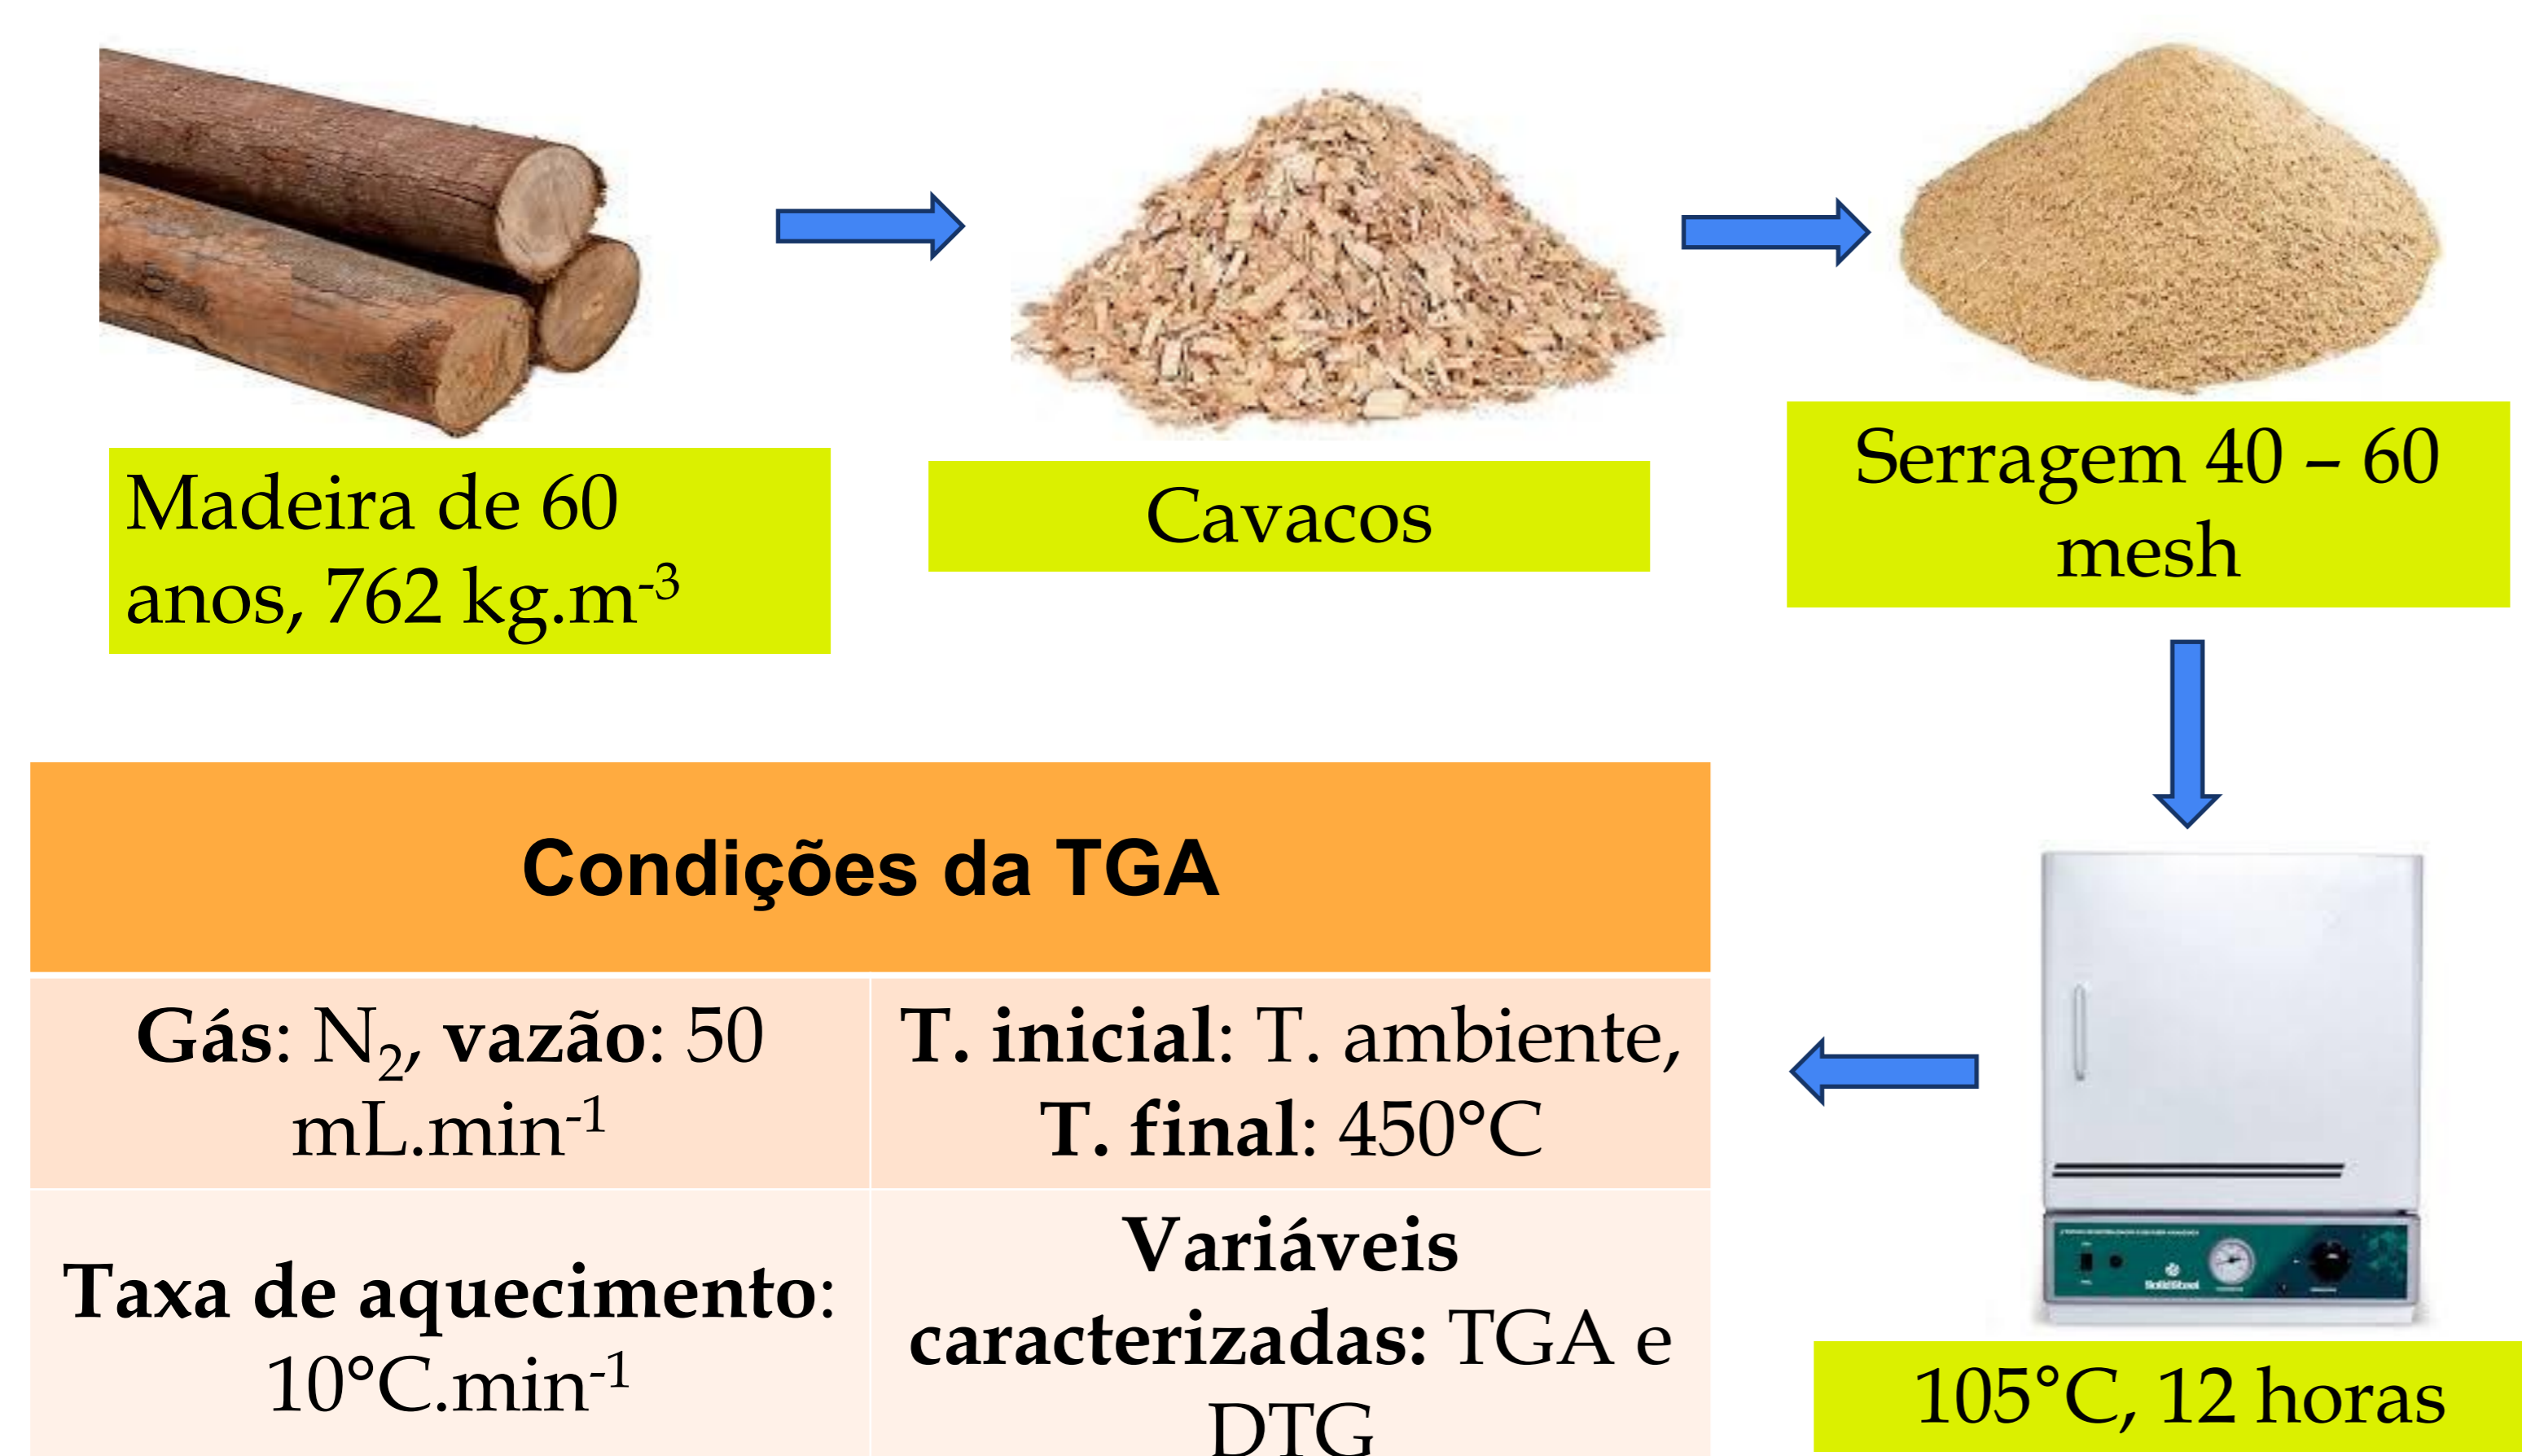 Madeira de 60
anos, 762 kg.m⁻³
Cavacos
Serragem 40 – 60
mesh
105°C, 12 horas
Condições da TGA
Gás: N₂, vazão: 50
mL.min⁻¹
T. inicial: T. ambiente,
T. final: 450°C
Taxa de aquecimento:
10°C.min⁻¹
Variáveis
caracterizadas: TGA e
DTG
SolidSteel